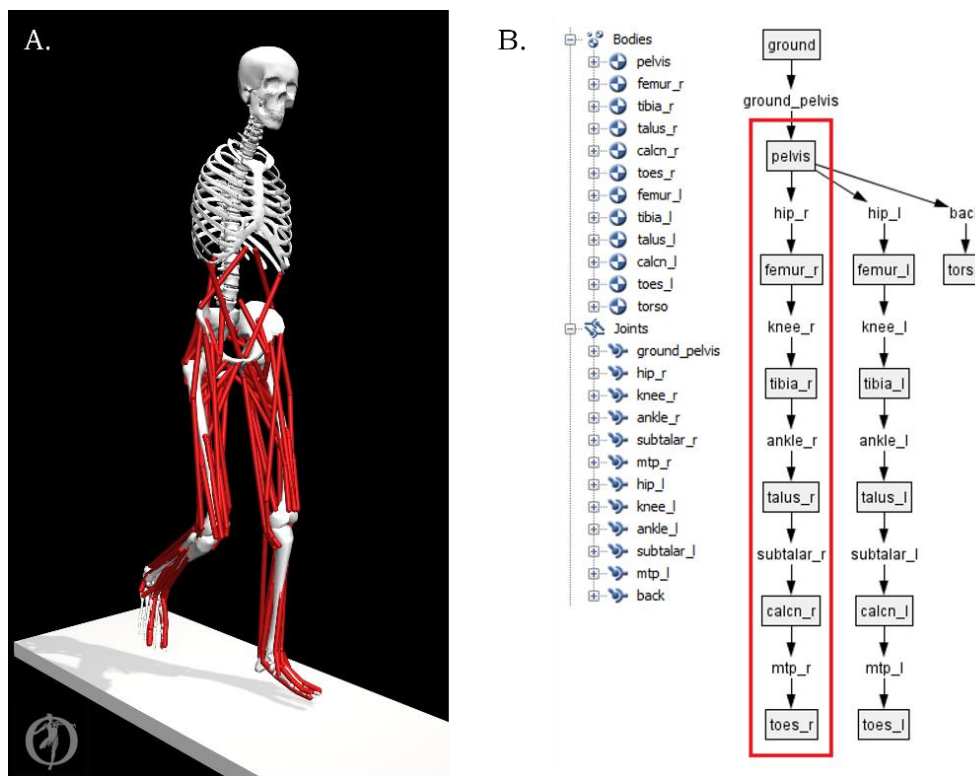 A.
B.
Bodies
pelvis
femur_r
tibia_r
talus_r
calcn_r
toes_r
femur_l
tibia_l
talus_l
calcn_l
toes_l
torso
Joints
ground_pelvis
hip_r
knee_r
ankle_r
subtalar_r
mtp_r
hip_l
knee_l
ankle_l
subtalar_l
mtp_l
back
ground
ground_pelvis
pelvis
hip_r hip_l back
femur_r femur_l tors
knee_r knee_l
tibia_r tibia_l
ankle_r ankle_l
talus_r talus_l
subtalar_r subtalar_l
calcn_r calcn_l
mtp_r mtp_l
toes_r toes_l